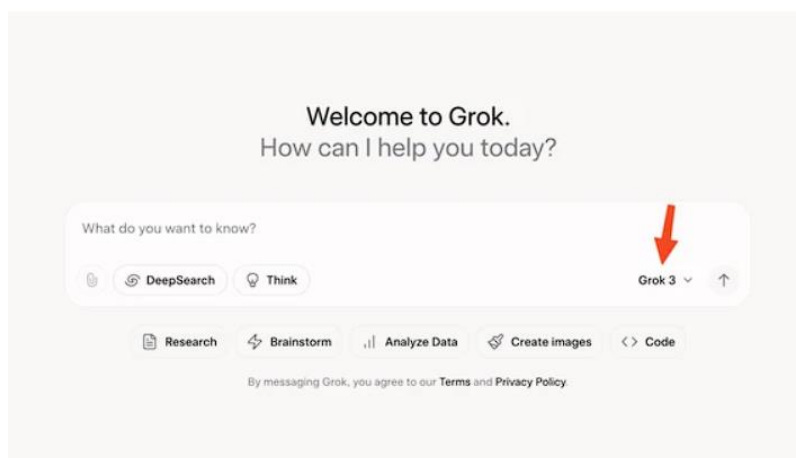 Welcome to Grok.
How can I help you today?
What do you want to know?
DeepSearch Think Grok 3
Research Brainstorm Analyze Data Create images Code
By messaging Grok, you agree to our Terms and Privacy Policy.